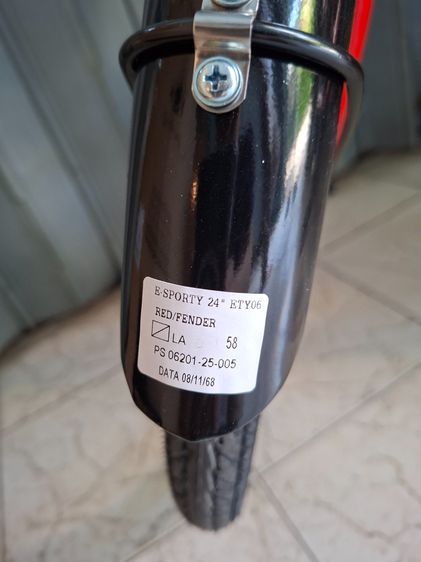 E-SPORTY 24" ETY06
RED/FENDER
LA 58
PS 06201-25-005
DATA 08/11/68